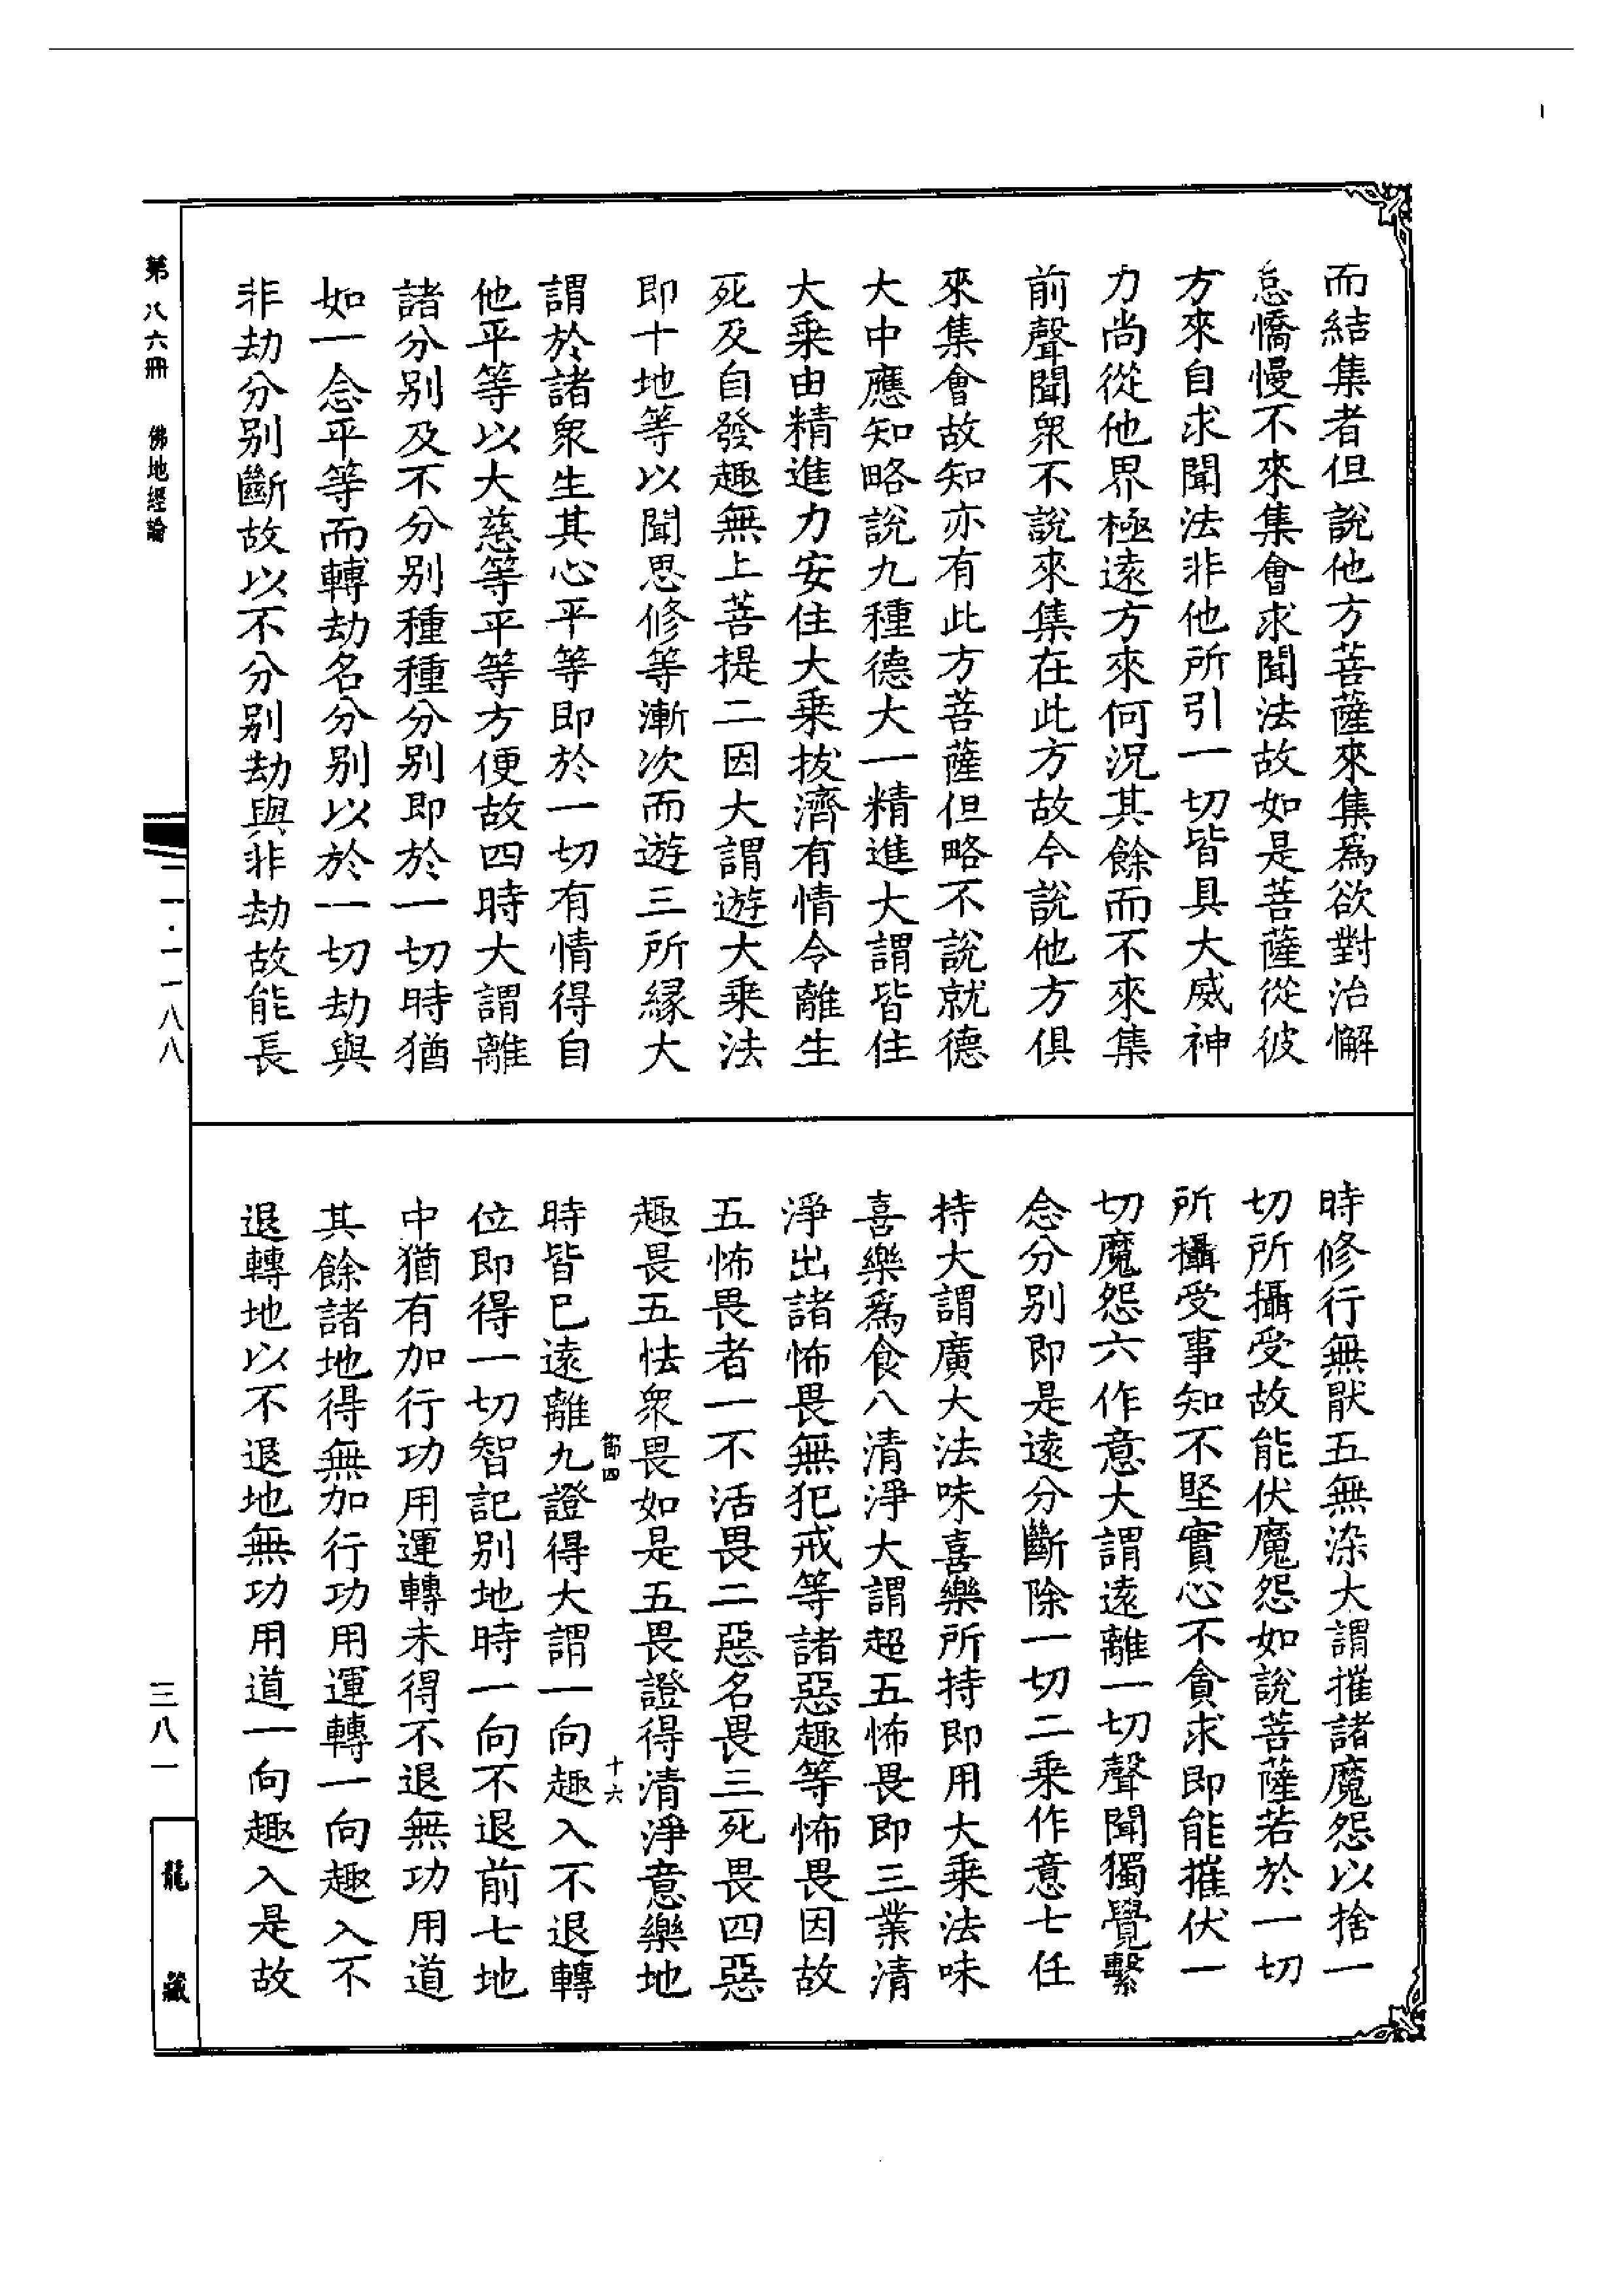 而結集者但說他方菩薩來集爲欲對治懈
怠憍慢不來集會求聞法故如是菩薩從彼
方來自求聞法非他所引一切皆具大威神
力尚從他界極遠方來何況其餘而不來集
前聲聞衆不說來集在此方故今說他方俱
來集會故知亦有此方菩薩但略不說就德
大中應知略說九種德大一精進大謂皆住
大乗由精進力安住大乗拔濟有情令離生
死及自發趣無上菩提二因大謂遊大乗法
即十地等以聞思修等漸次而遊三所緣大
謂於諸衆生其心平等即於一切有情得自
他平等以大慈等平等方便故四時大謂離
諸分别及不分别種種分别即於一切時猶
如一念平等而轉劫名分别以於一切劫與
非劫分别斷故以不分别劫與非劫故能長
時修行無厭五無染大謂摧諸魔怨以捨一
切所攝受故能伏魔怨如說菩薩若於一切
所攝受事知不堅實心不貪求即能摧伏一
切魔怨六作意大謂遠離一切聲聞獨覺繫
念分别即是遠分斷除一切二乗作意七任
持大謂廣大法味喜樂所持即用大乗法味
喜樂爲食八清淨大謂超五怖畏即三業清
淨出諸怖畏無犯戒等諸惡趣等怖畏因故
五怖畏者一不活畏二惡名畏三死畏四惡
趣畏五怯衆畏如是五畏證得清淨意樂地
節四 十六
時皆巳遠離九證得大謂一向趣入不退轉
位即得一切智記别地時一向不退前七地
中猶有加行功用運轉未得不退無功用道
其餘諸地得無加行功用運轉一向趣入不
退轉地以不退地無功用道一向趣入是故
第八六冊 佛地經論
二一·一一八八
三八一
龍藏